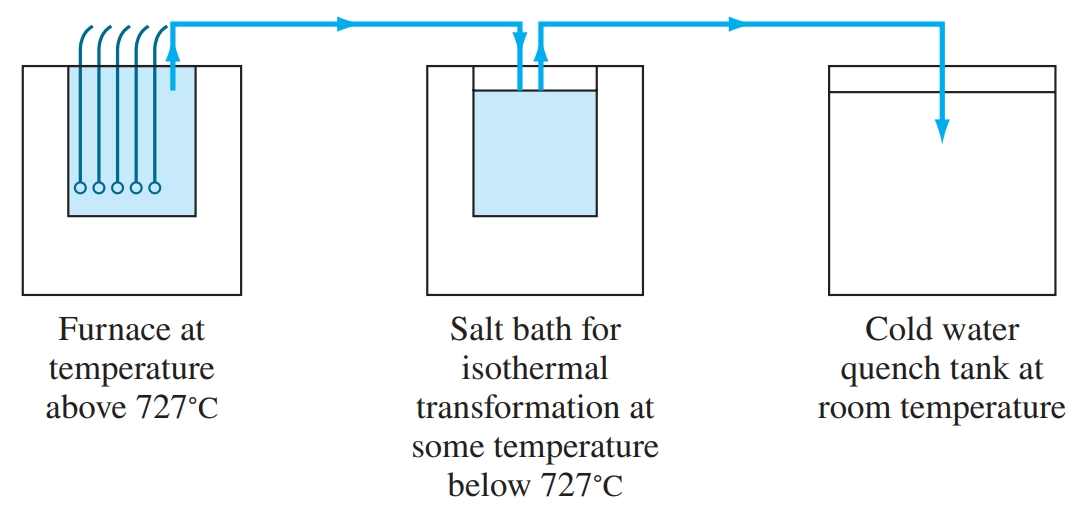 Furnace at
temperature
above 727°C
Salt bath for
isothermal
transformation at
some temperature
below 727°C
Cold water
quench tank at
room temperature